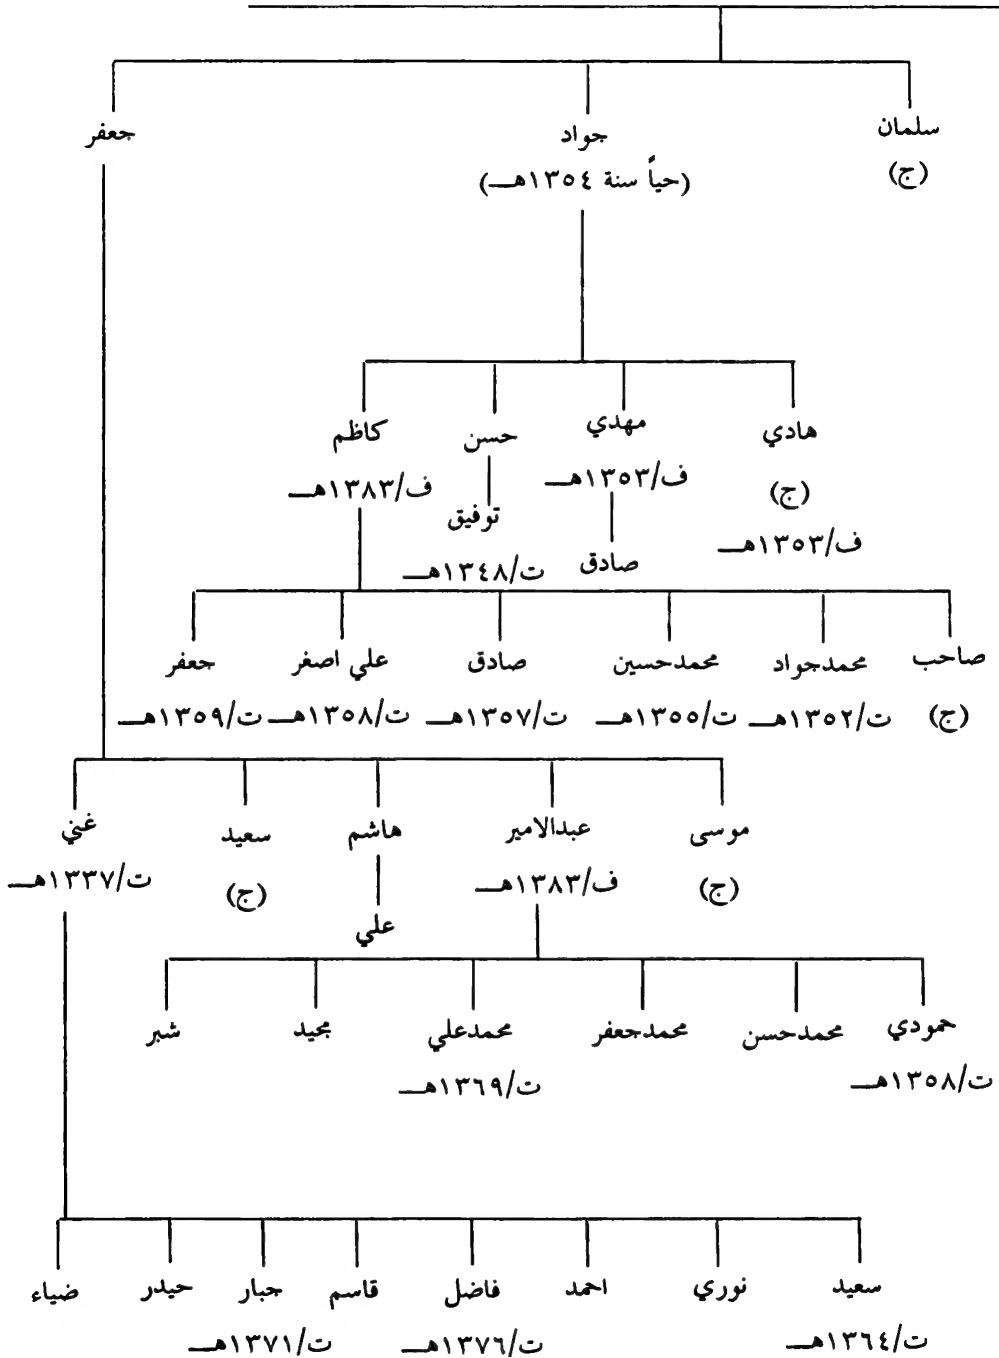 سلمان جواد جعفر
(ج) (حياً سنة ١٣٥٤هـ)
هادي مهدي حسن كاظم
(ج) ف/١٣٥٣هـ توفيق ف/١٣٨٣هـ
ف/١٣٥٣هـ صادق ت/١٣٤٨هـ
صاحب محمدجواد محمدحسين صادق علي اصغر جعفر
(ج) ت/١٣٥٢هـ ت/١٣٥٥هـ ت/١٣٥٧هـ ت/١٣٥٨هـ ت/١٣٥٩هـ
موسى عبدالامير هاشم سعيد غني
(ج) ف/١٣٨٣هـ علي (ج) ت/١٣٣٧هـ
حمودي محمدحسن محمدجعفر محمدعلي مجيد شبر
ت/١٣٥٨هـ ت/١٣٦٩هـ
سعيد نوري احمد فاضل قاسم جبار حيدر ضياء
ت/١٣٦٤هـ ت/١٣٧٦هـ ت/١٣٧١هـ